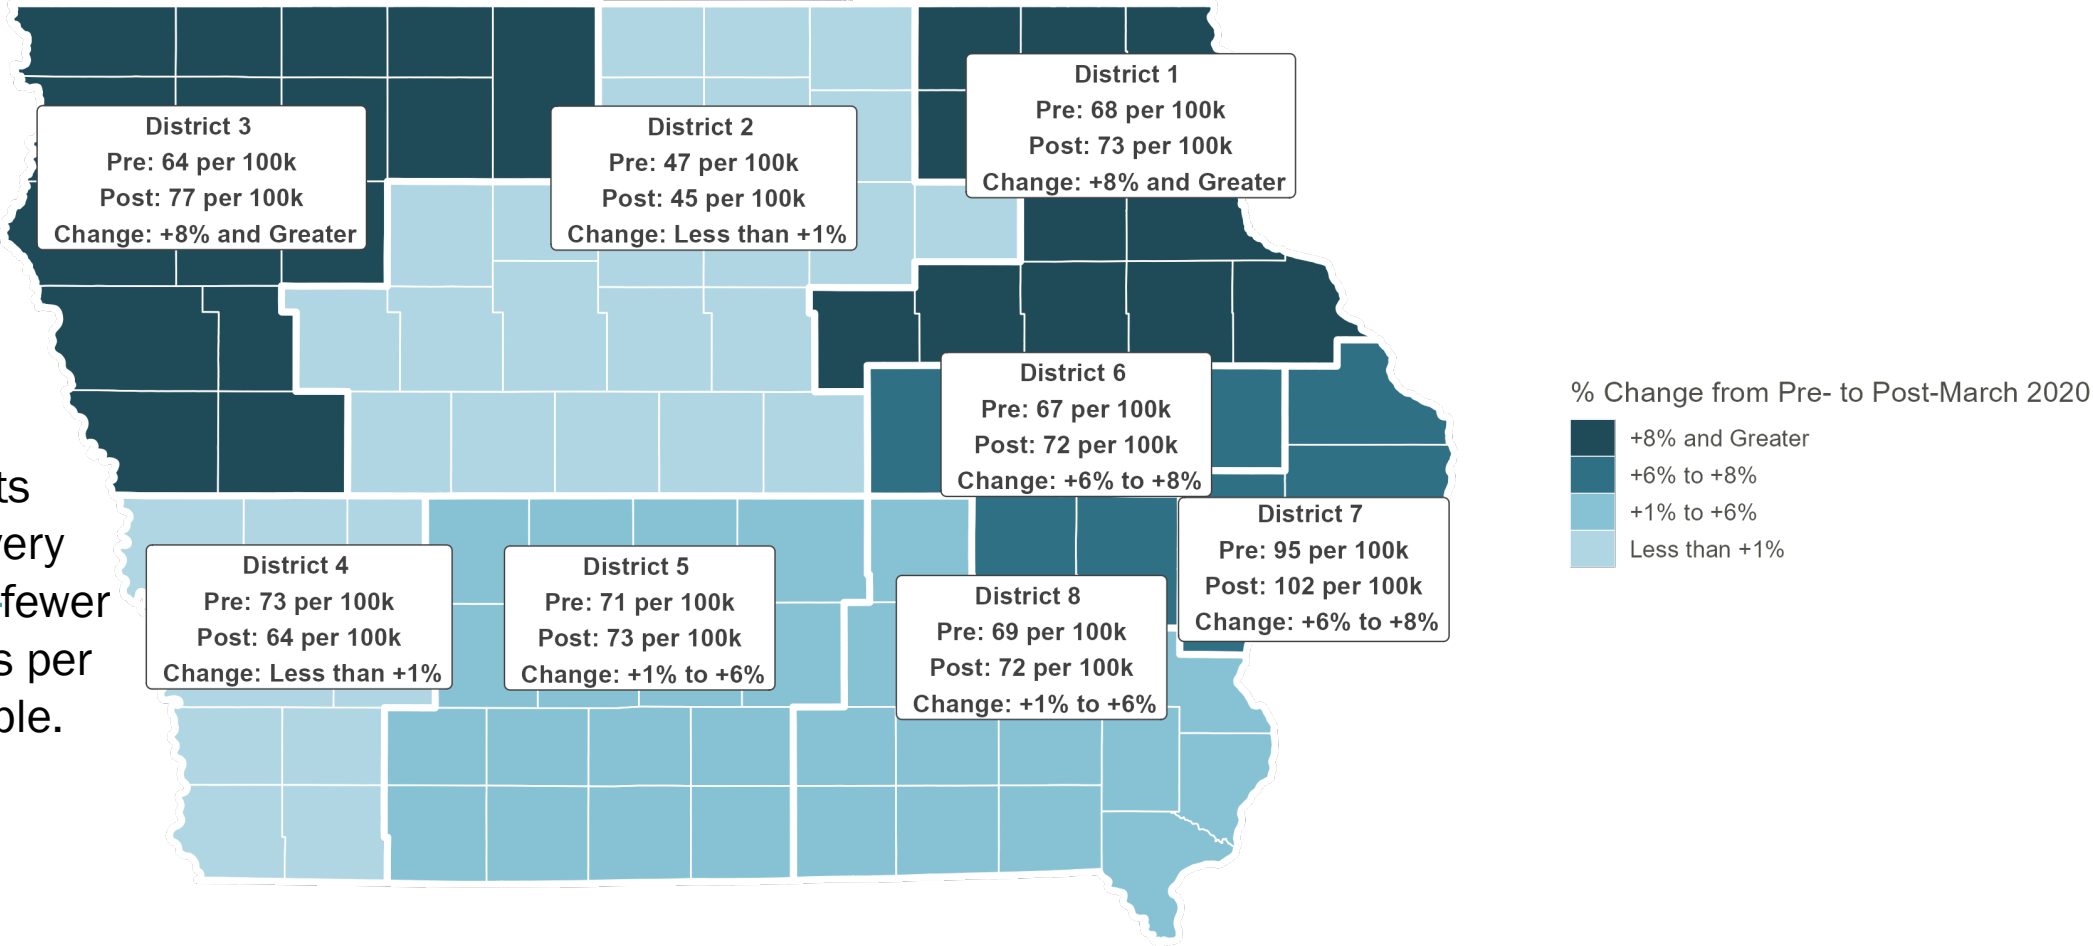 District 1
Pre: 68 per 100k
Post: 73 per 100k
Change: +8% and Greater
District 3
Pre: 64 per 100k
Post: 77 per 100k
Change: +8% and Greater
District 2
Pre: 47 per 100k
Post: 45 per 100k
Change: Less than +1%
District 6
Pre: 67 per 100k
Post: 72 per 100k
Change: +6% to +8%
District 7
Pre: 95 per 100k
Post: 102 per 100k
Change: +6% to +8%
District 4
Pre: 73 per 100k
Post: 64 per 100k
Change: Less than +1%
District 5
Pre: 71 per 100k
Post: 73 per 100k
Change: +1% to +6%
District 8
Pre: 69 per 100k
Post: 72 per 100k
Change: +1% to +6%
% Change from Pre- to Post-March 2020
+8% and Greater
+6% to +8%
+1% to +6%
Less than +1%
ts
very
fewer
s per
ple.